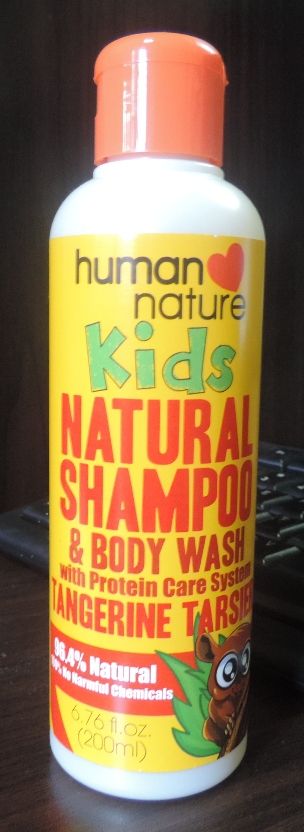 human
nature
Kids
NATURAL
SHAMPOO
& BODY WASH
with Protein Care System
TANGERINE TARSIER
96.4% Natural
100% No Harmful Chemicals
6.76 fl.oz.
(200ml)